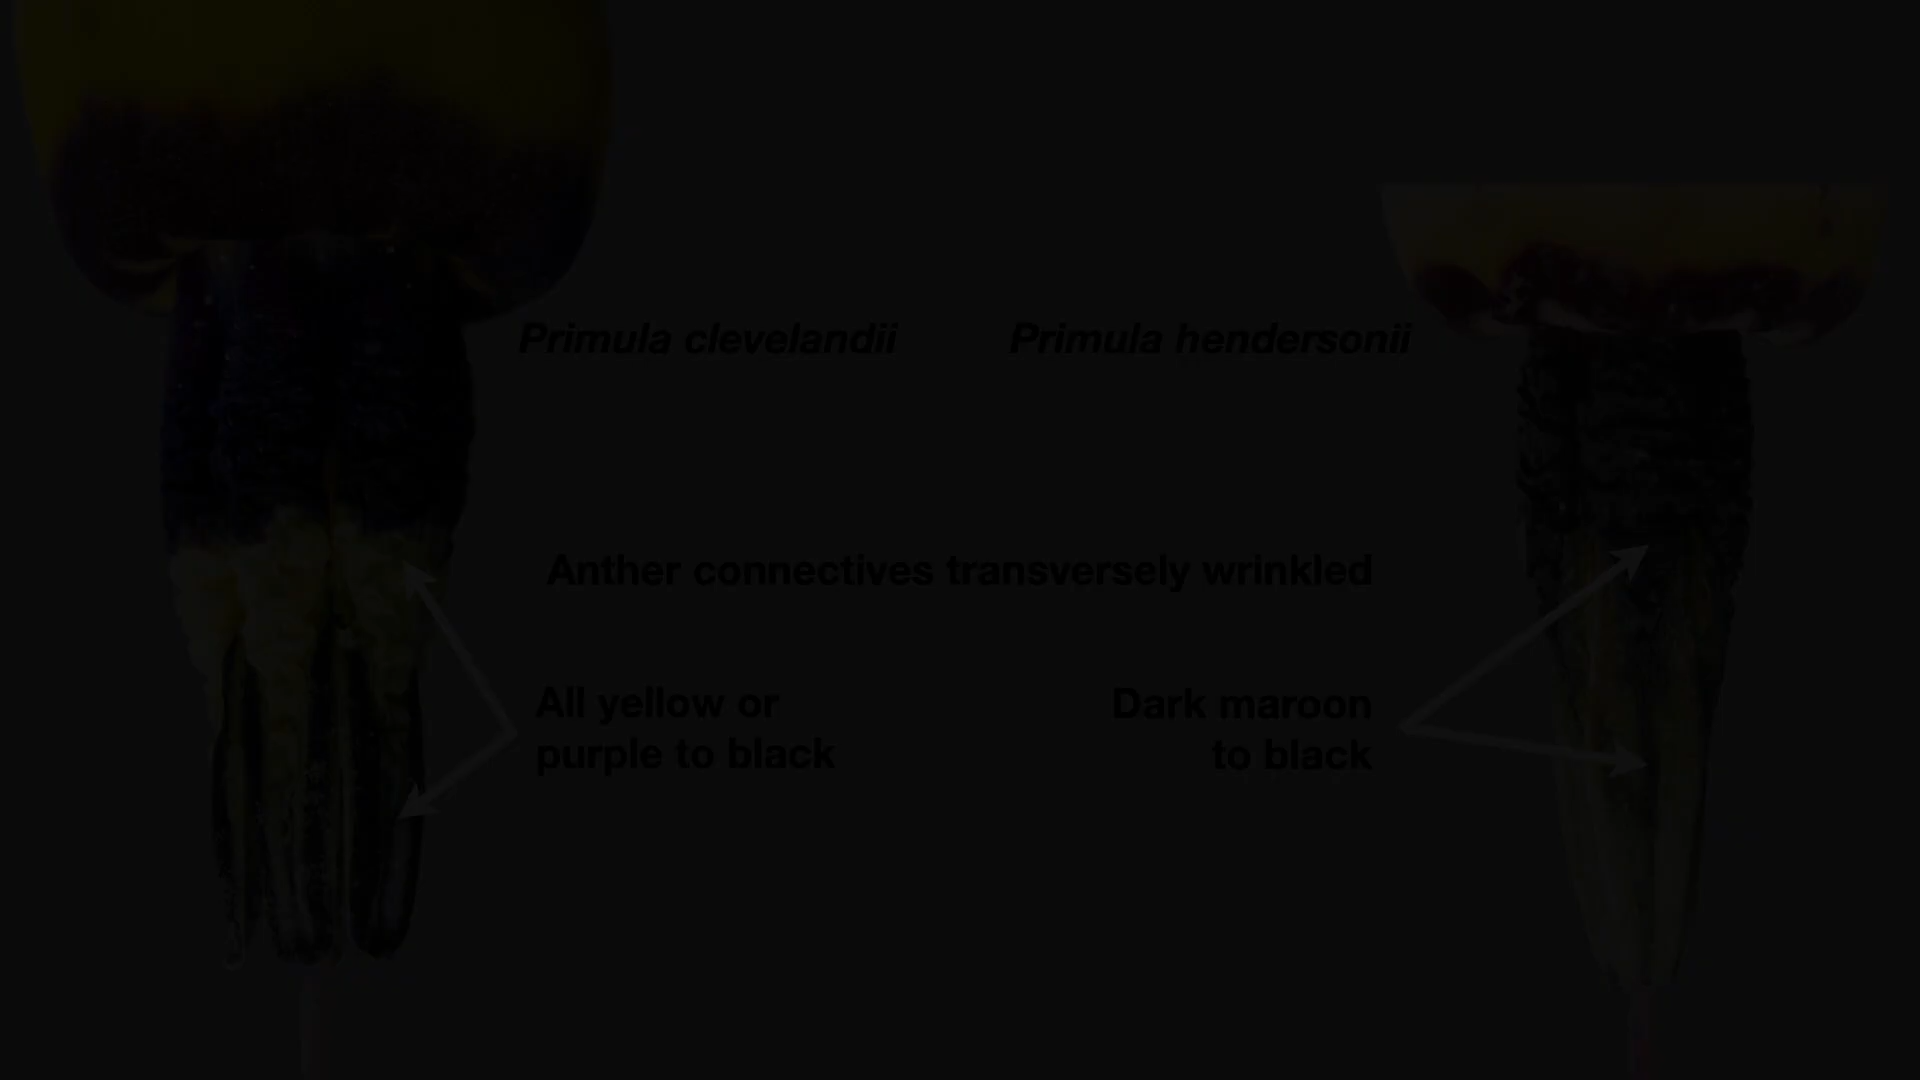 Primula clevelandii
Primula hendersonii
Anther connectives transversely wrinkled
All yellow or
purple to black
Dark maroon
to black